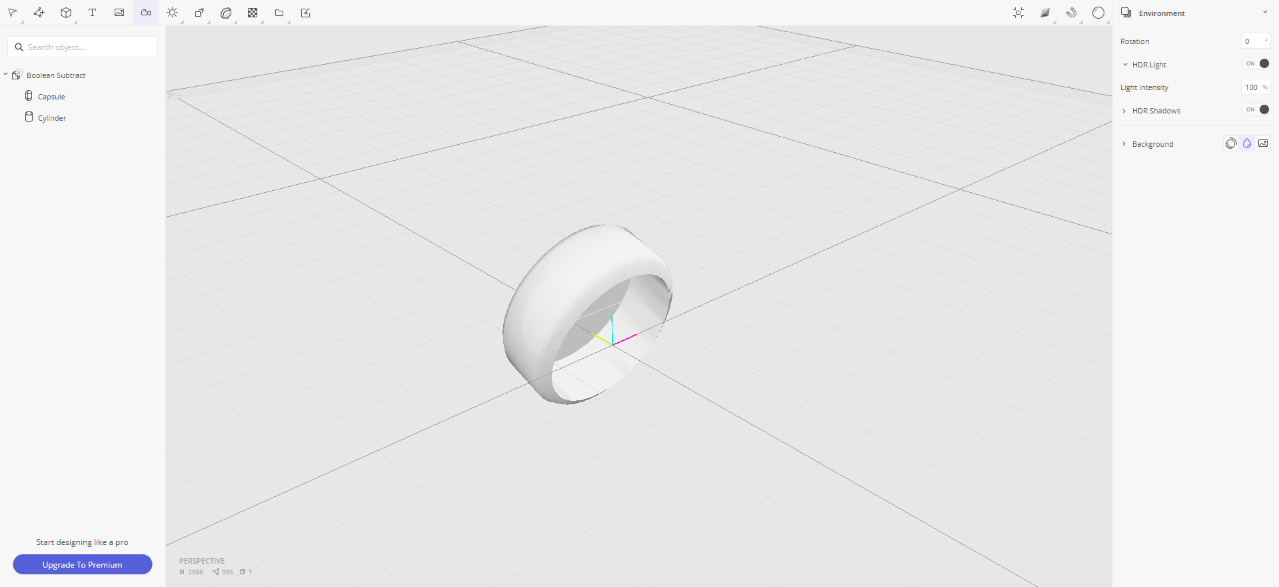 Search object...
Boolean Subtract
Capsule
Cylinder
Start designing like a pro
Upgrade To Premium
PERSPECTIVE
2988 996 1
Environment
Rotation 0 °
HDR Light ON
Light Intensity 100 %
HDR Shadows ON
Background